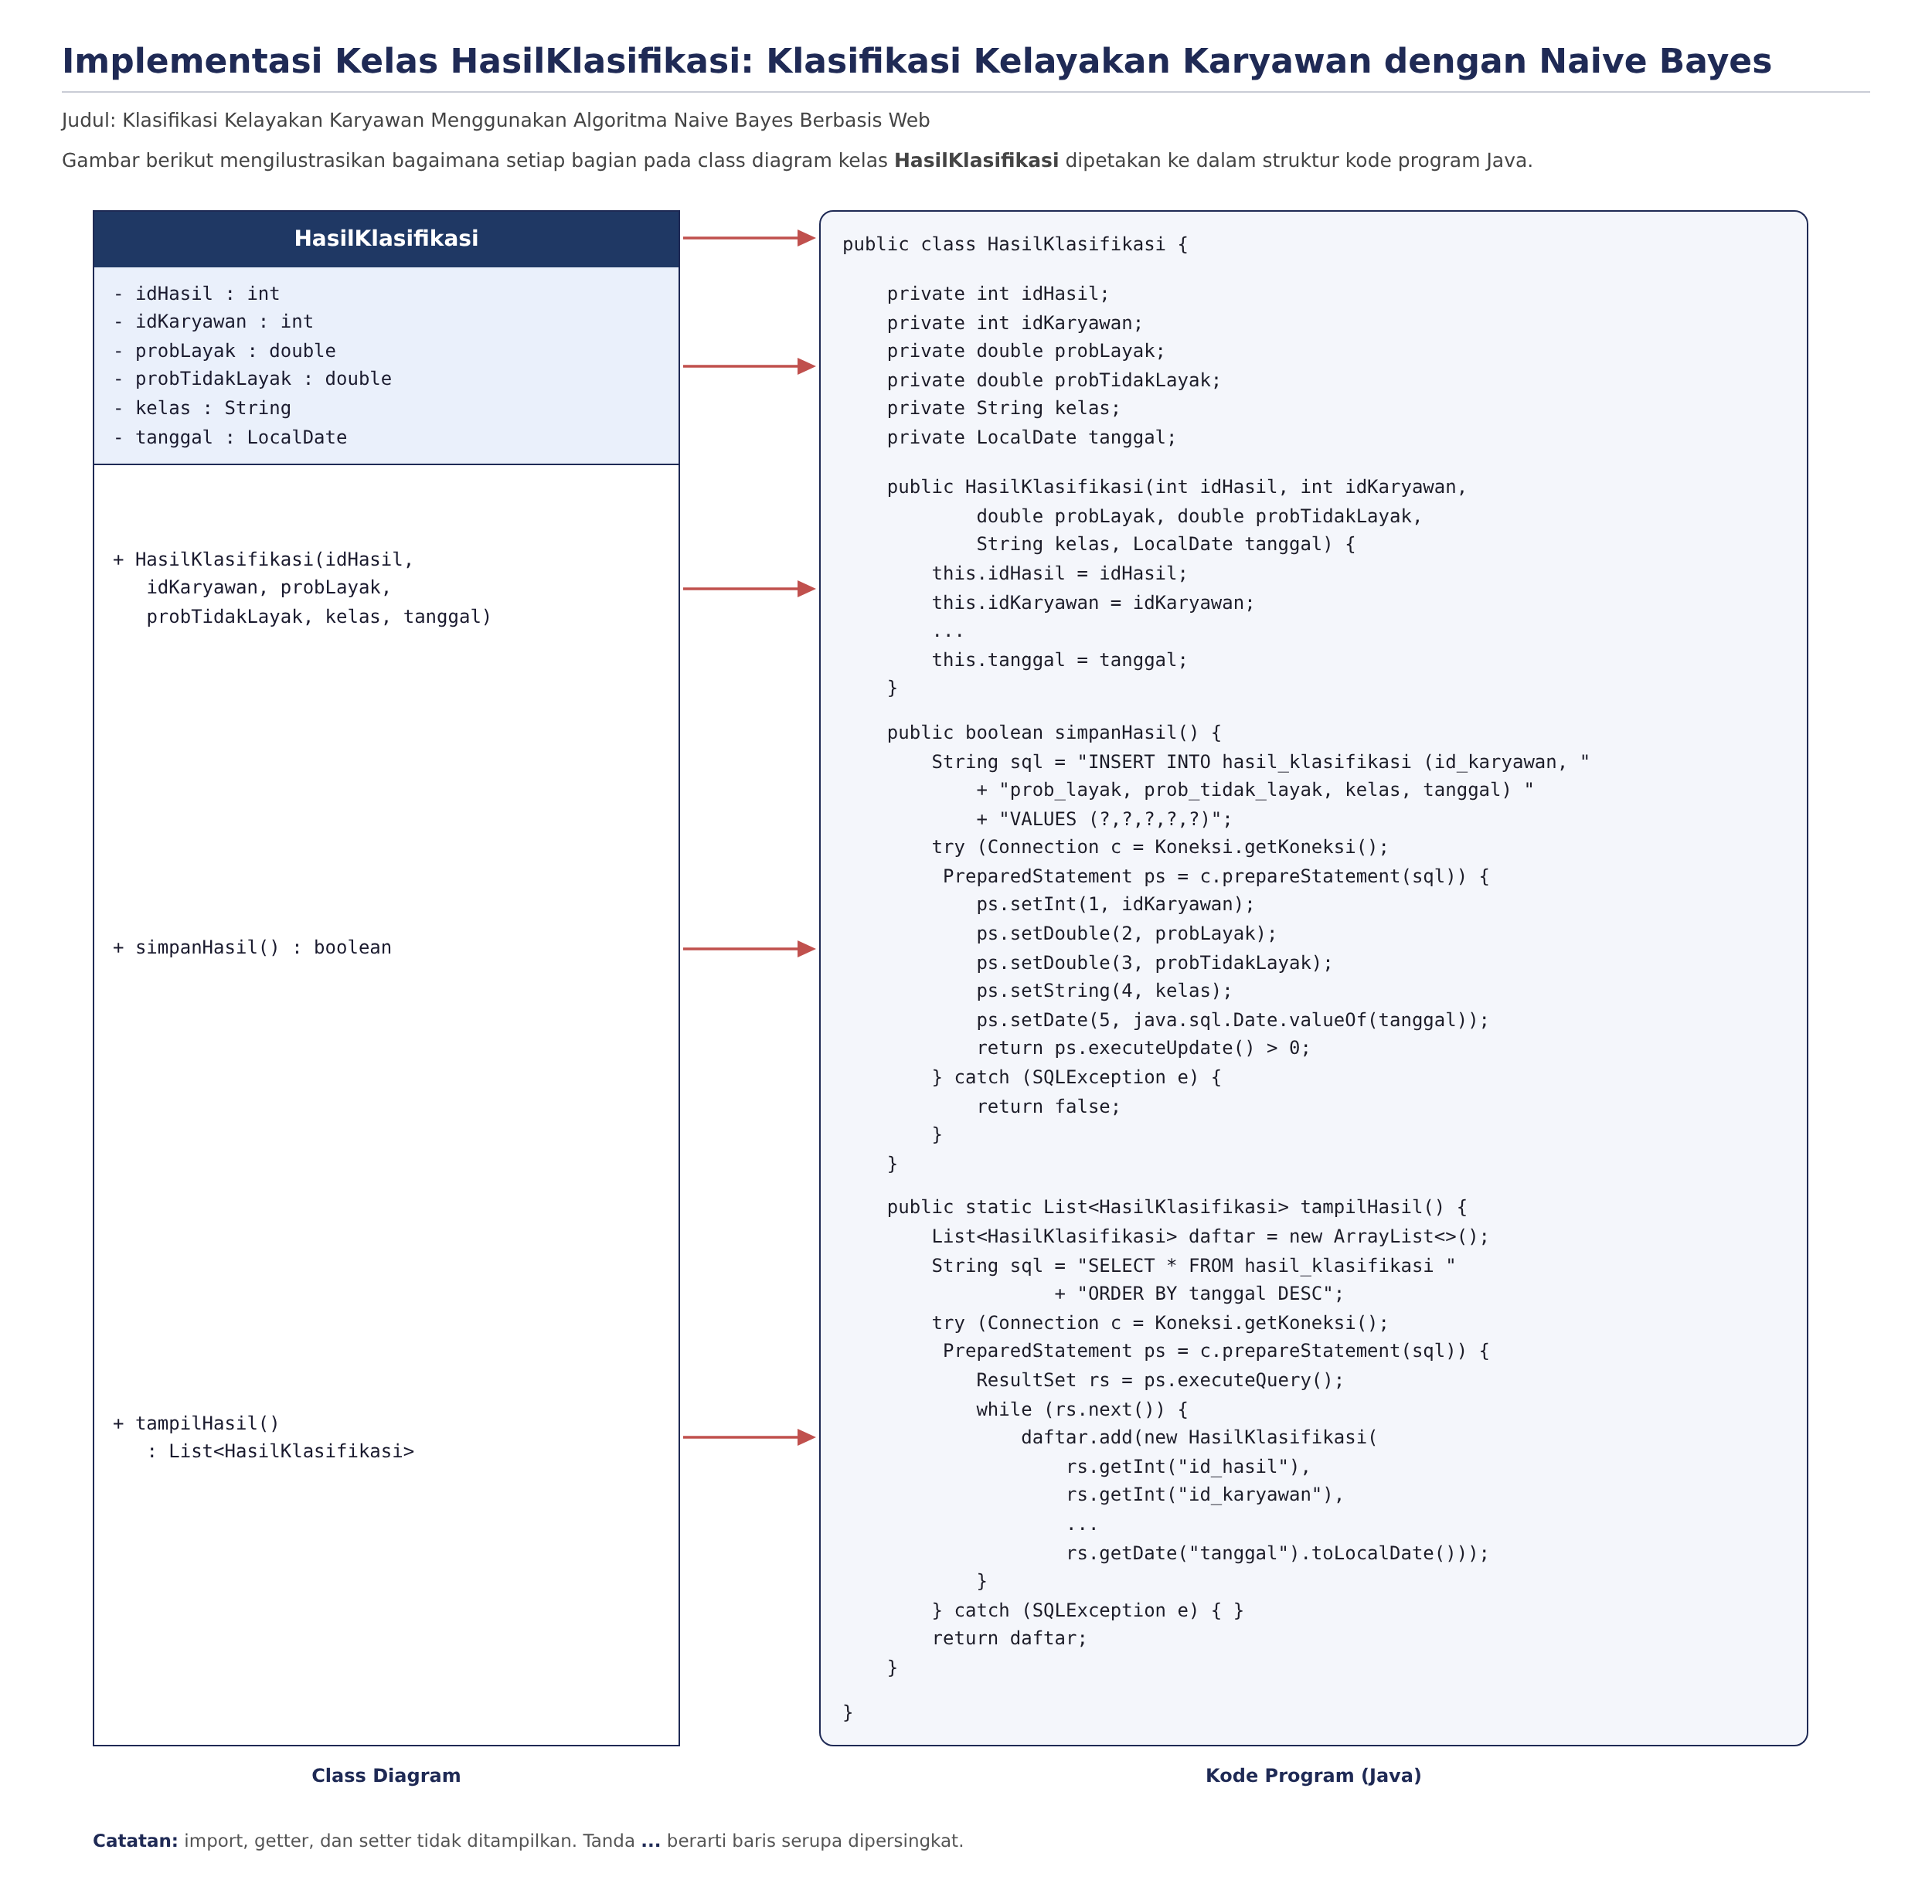 Implementasi Kelas HasilKlasifikasi: Klasifikasi Kelayakan Karyawan dengan Naive Bayes
Judul: Klasifikasi Kelayakan Karyawan Menggunakan Algoritma Naive Bayes Berbasis Web
Gambar berikut mengilustrasikan bagaimana setiap bagian pada class diagram kelas HasilKlasifikasi dipetakan ke dalam struktur kode program Java.
HasilKlasifikasi
- idHasil : int
- idKaryawan : int
- probLayak : double
- probTidakLayak : double
- kelas : String
- tanggal : LocalDate
+ HasilKlasifikasi(idHasil,
   idKaryawan, probLayak,
   probTidakLayak, kelas, tanggal)
+ simpanHasil() : boolean
+ tampilHasil()
   : List<HasilKlasifikasi>
Class Diagram
public class HasilKlasifikasi {
    private int idHasil;
    private int idKaryawan;
    private double probLayak;
    private double probTidakLayak;
    private String kelas;
    private LocalDate tanggal;
    public HasilKlasifikasi(int idHasil, int idKaryawan,
            double probLayak, double probTidakLayak,
            String kelas, LocalDate tanggal) {
        this.idHasil = idHasil;
        this.idKaryawan = idKaryawan;
        ...
        this.tanggal = tanggal;
    }
    public boolean simpanHasil() {
        String sql = "INSERT INTO hasil_klasifikasi (id_karyawan, "
            + "prob_layak, prob_tidak_layak, kelas, tanggal) "
            + "VALUES (?,?,?,?,?)";
        try (Connection c = Koneksi.getKoneksi();
         PreparedStatement ps = c.prepareStatement(sql)) {
            ps.setInt(1, idKaryawan);
            ps.setDouble(2, probLayak);
            ps.setDouble(3, probTidakLayak);
            ps.setString(4, kelas);
            ps.setDate(5, java.sql.Date.valueOf(tanggal));
            return ps.executeUpdate() > 0;
        } catch (SQLException e) {
            return false;
        }
    }
    public static List<HasilKlasifikasi> tampilHasil() {
        List<HasilKlasifikasi> daftar = new ArrayList<>();
        String sql = "SELECT * FROM hasil_klasifikasi "
                   + "ORDER BY tanggal DESC";
        try (Connection c = Koneksi.getKoneksi();
         PreparedStatement ps = c.prepareStatement(sql)) {
            ResultSet rs = ps.executeQuery();
            while (rs.next()) {
                daftar.add(new HasilKlasifikasi(
                    rs.getInt("id_hasil"),
                    rs.getInt("id_karyawan"),
                    ...
                    rs.getDate("tanggal").toLocalDate()));
            }
        } catch (SQLException e) { }
        return daftar;
    }
}
Kode Program (Java)
Catatan: import, getter, dan setter tidak ditampilkan. Tanda ... berarti baris serupa dipersingkat.